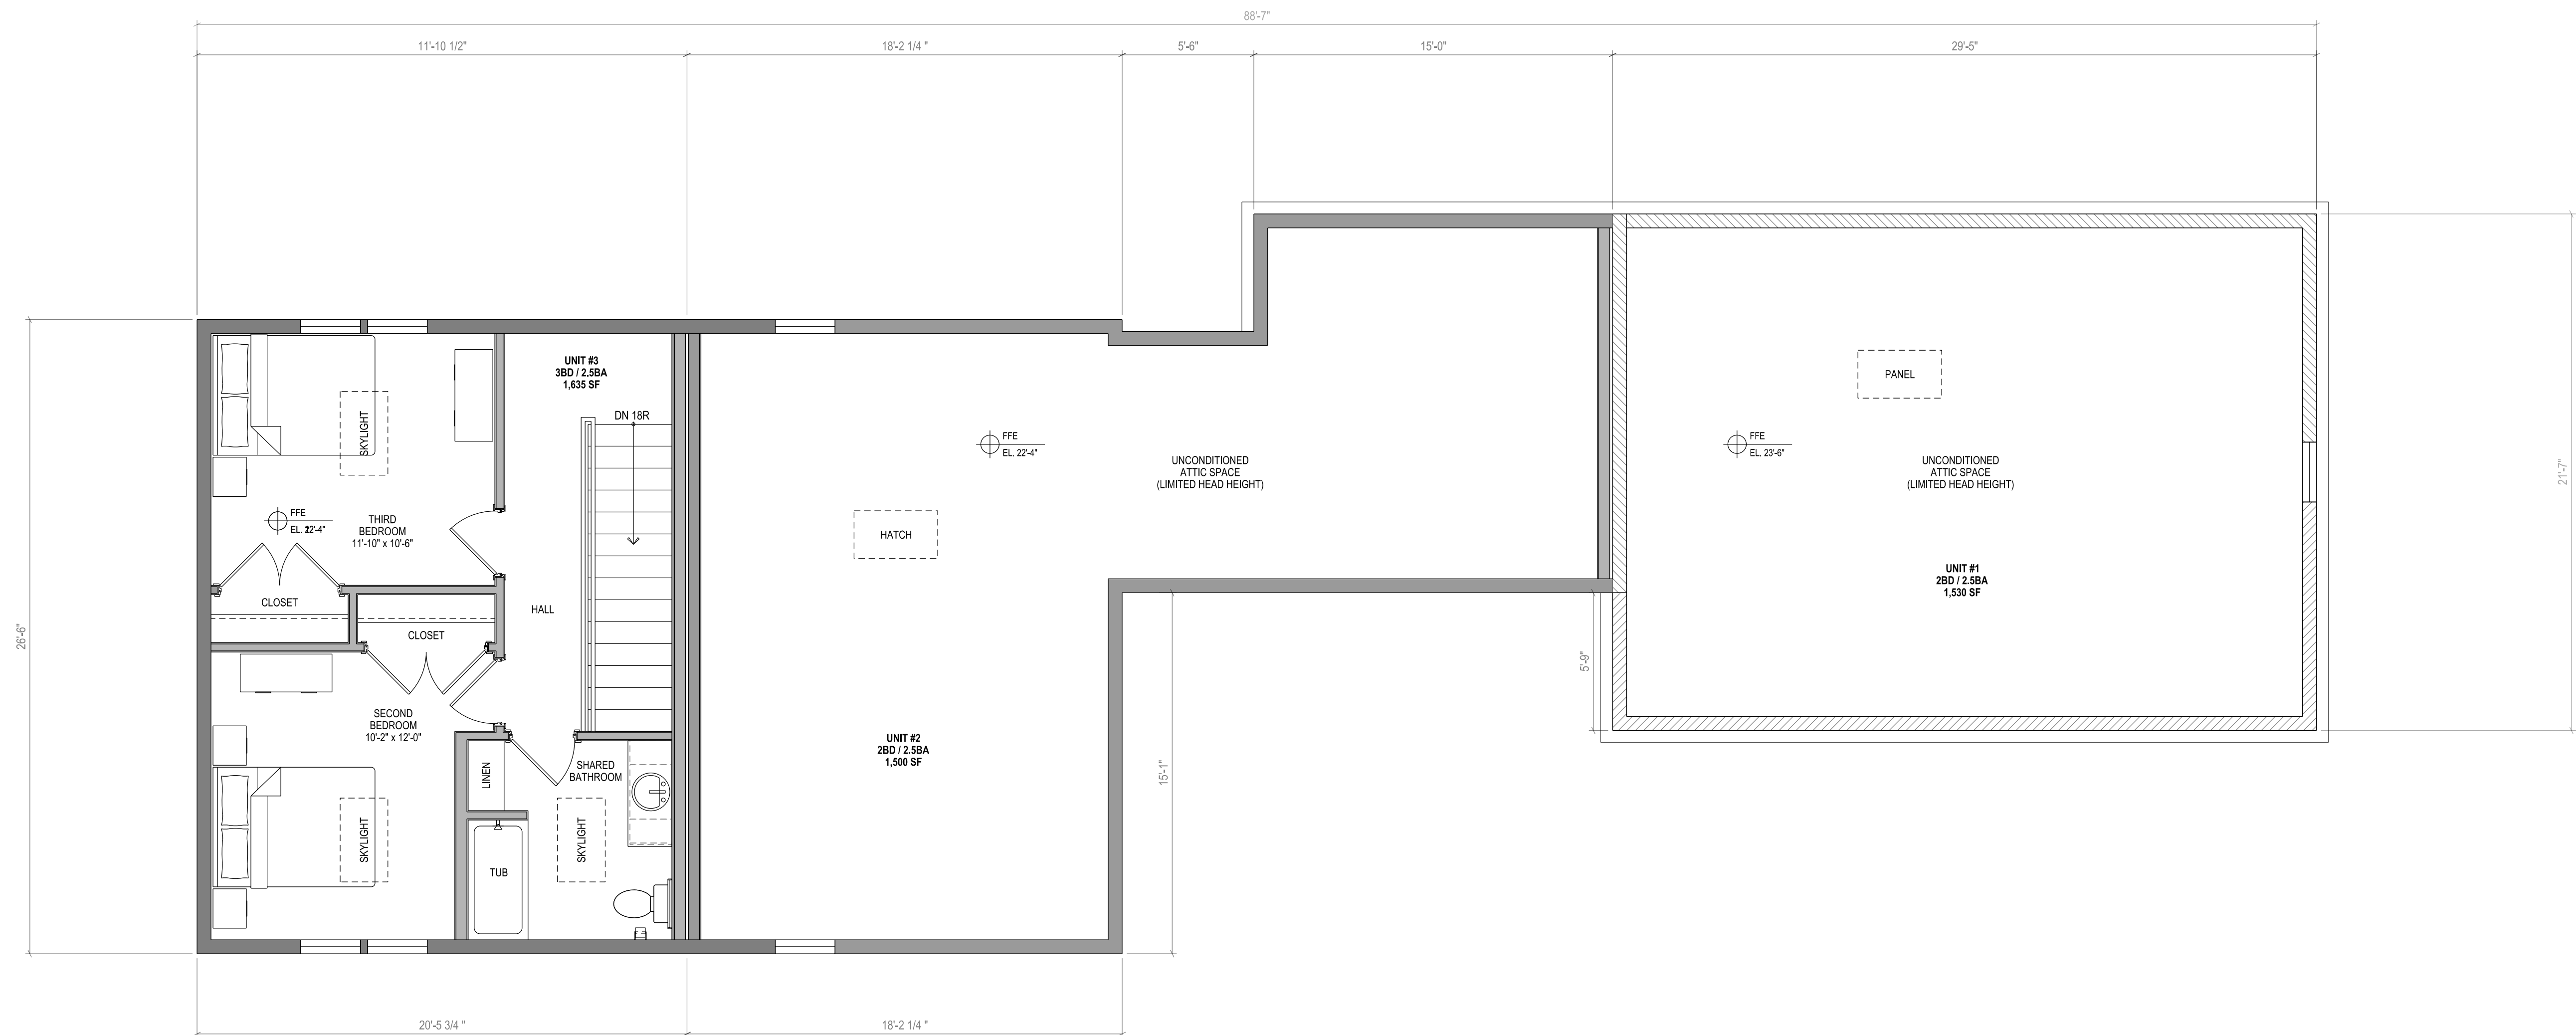 88'-7"
11'-10 1/2"
18'-2 1/4 "
5'-6"
15'-0"
29'-5"
UNIT #3
3BD / 2.5BA
1,635 SF
DN 18R
SKYLIGHT
FFE
EL. 22'-4"
THIRD
BEDROOM
11'-10" x 10'-6"
CLOSET
CLOSET
HALL
26'-6"
SECOND
BEDROOM
10'-2" x 12'-0"
SKYLIGHT
LINEN
SHARED
BATHROOM
SKYLIGHT
TUB
FFE
EL. 22'-4"
HATCH
UNCONDITIONED
ATTIC SPACE
(LIMITED HEAD HEIGHT)
UNIT #2
2BD / 2.5BA
1,500 SF
15'-1"
5'-9"
PANEL
FFE
EL. 23'-6"
UNCONDITIONED
ATTIC SPACE
(LIMITED HEAD HEIGHT)
UNIT #1
2BD / 2.5BA
1,530 SF
21'-7"
20'-5 3/4 "
18'-2 1/4 "